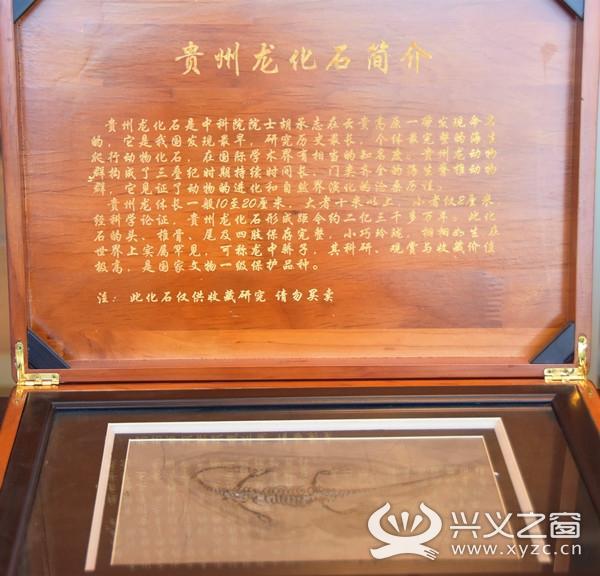 贵州龙化石简介
贵州龙化石是中科院院士胡承志在云贵高原一带发现命名
的，它是我国发现最早，研究历史最长，个体最完整的海生
爬行动物化石，在国际学术界有相当的知名度。贵州龙动物
群构成了三叠纪时期持续时间长，门类齐全的海生脊椎动物
群，它见证了动物的进化和自然界演化的沧桑历往。
贵州龙体长一般10至20厘米，大者十米以上，小者仅2厘米
经科学论证，贵州龙化石形成距今约二亿三千多万年。此化
石的头、椎骨、尾及四肢保存完整，小巧玲珑，栩栩如生在
世界上实属罕见，可称龙中骄子，其科研、观赏与收藏价值
极高，是国家文物一级保护品种。
注：此化石仅供收藏研究 请勿买卖
兴义之窗
www.xyzc.cn